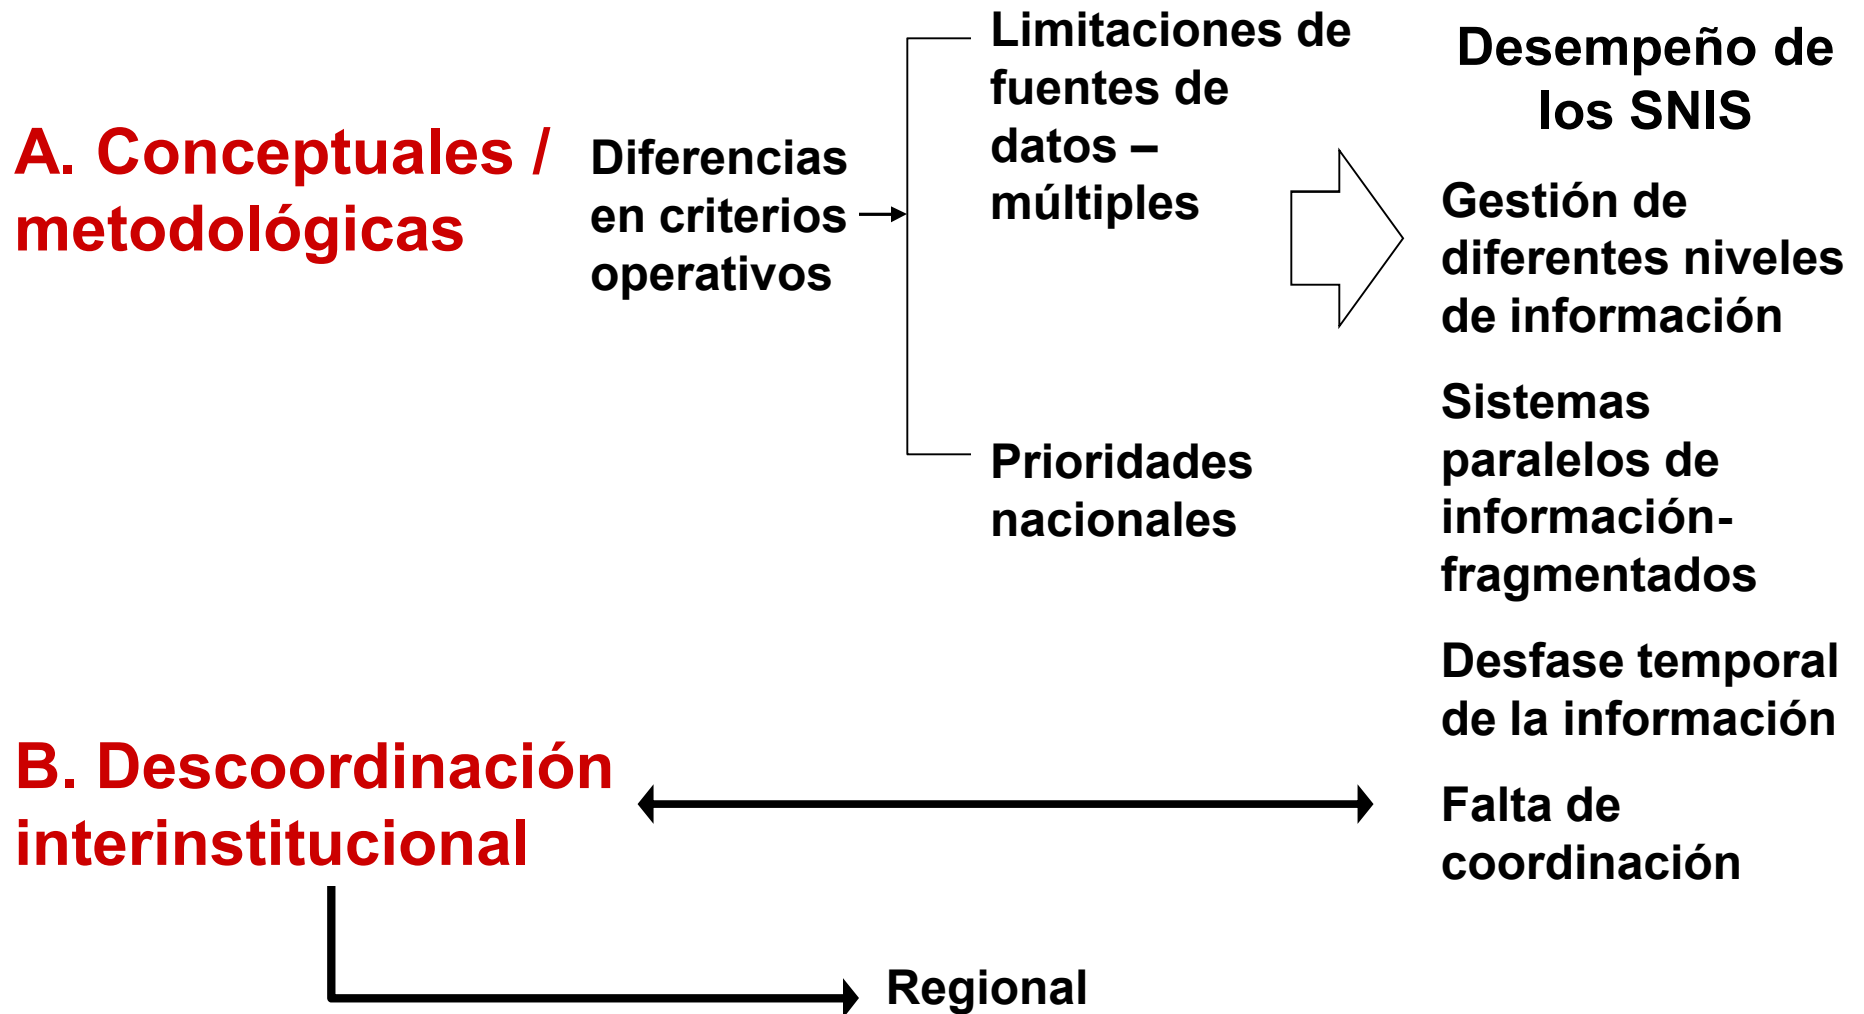 A. Conceptuales /
metodológicas
Diferencias
en criterios
operativos
Limitaciones de
fuentes de
datos –
múltiples
Prioridades
nacionales
Desempeño de
los SNIS
Gestión de
diferentes niveles
de información
Sistemas
paralelos de
información-
fragmentados
Desfase temporal
de la información
Falta de
coordinación
B. Descoordinación
interinstitucional
Regional